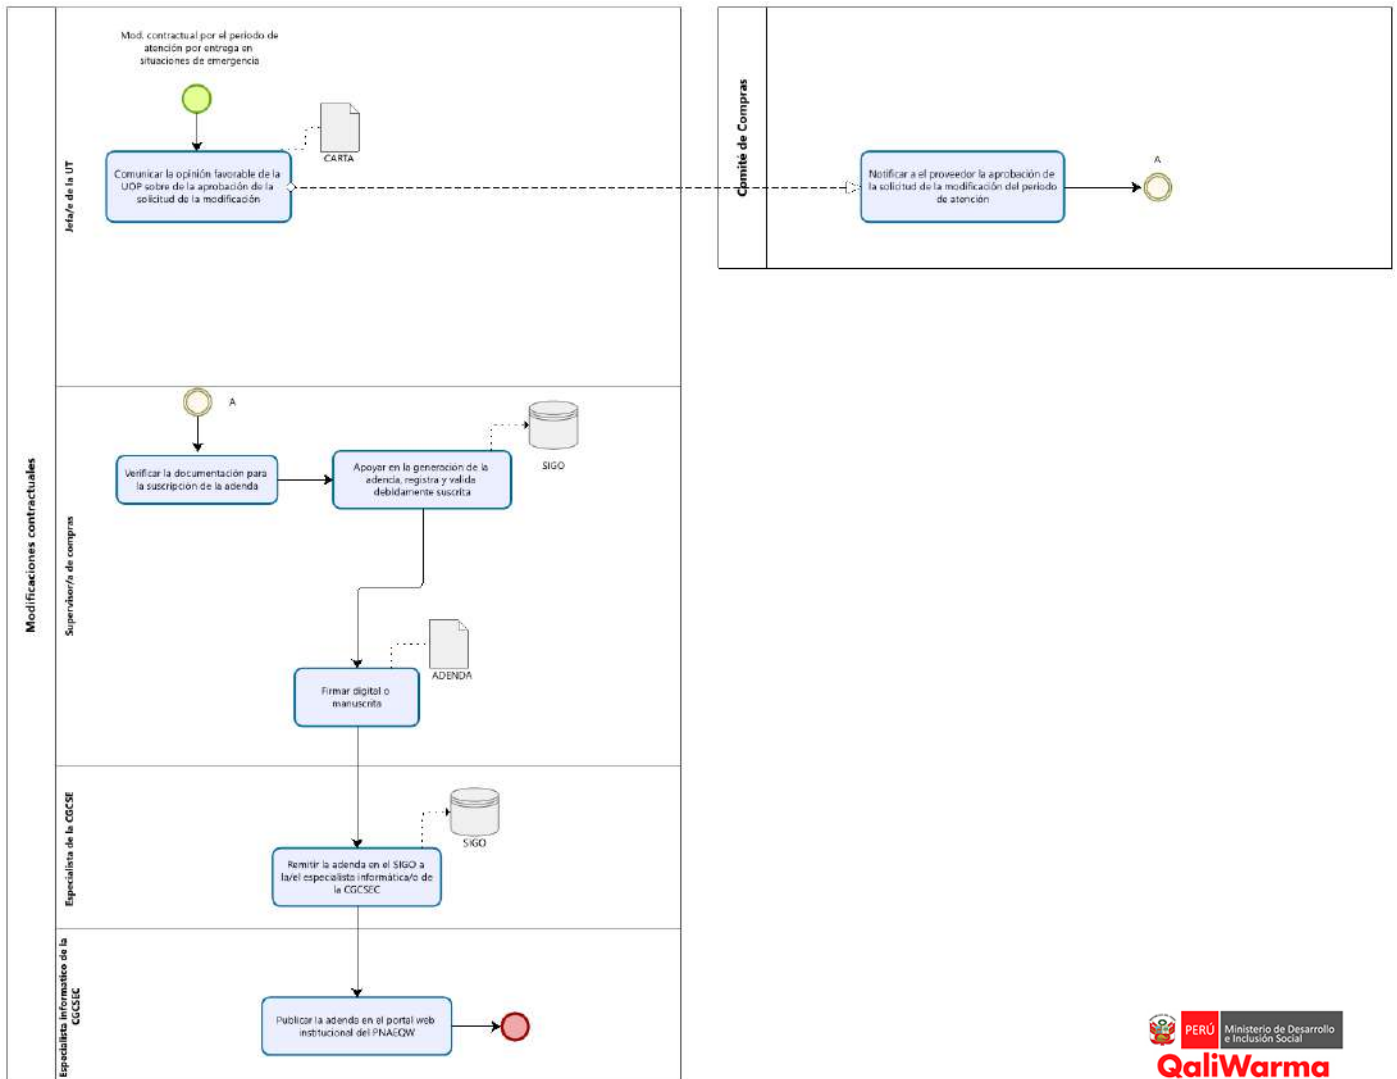 Modificaciones contractuales
Jefa/e de la UT
Mod. contractual por el periodo de
atención por entrega en
situaciones de emergencia
CARTA
Comunicar la opinión favorable de la
UOP sobre de la aprobación de la
solicitud de la modificación
Comité de Compras
Notificar a el proveedor la aprobación de
la solicitud de la modificación del periodo
de atención
A
Supervisor/a de compras
A
Verificar la documentación para
la suscripción de la adenda
Apoyar en la generación de la
adencia, registra y valida
debidamente suscrita
SIGO
ADENDA
Firmar digital o
manuscrita
Especialista de la CGCSE
SIGO
Remitir la adenda en el SIGO a
la/el especialista informática/o de
la CGCSEC
Especialista informatico de la
CGCSEC
Publicar la adenda en el portal web
institucional del PNAEQW
PERÚ
Ministerio de Desarrollo
e Inclusión Social
QaliWarma